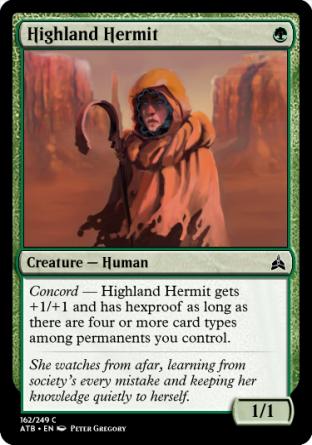 Highland Hermit
Creature — Human
Concord — Highland Hermit gets
+1/+1 and has hexproof as long as
there are four or more card types
among permanents you control.
She watches from afar, learning from
society's every mistake and keeping her
knowledge quietly to herself.
1/1
162/249 C
ATB • EN Peter Gregory